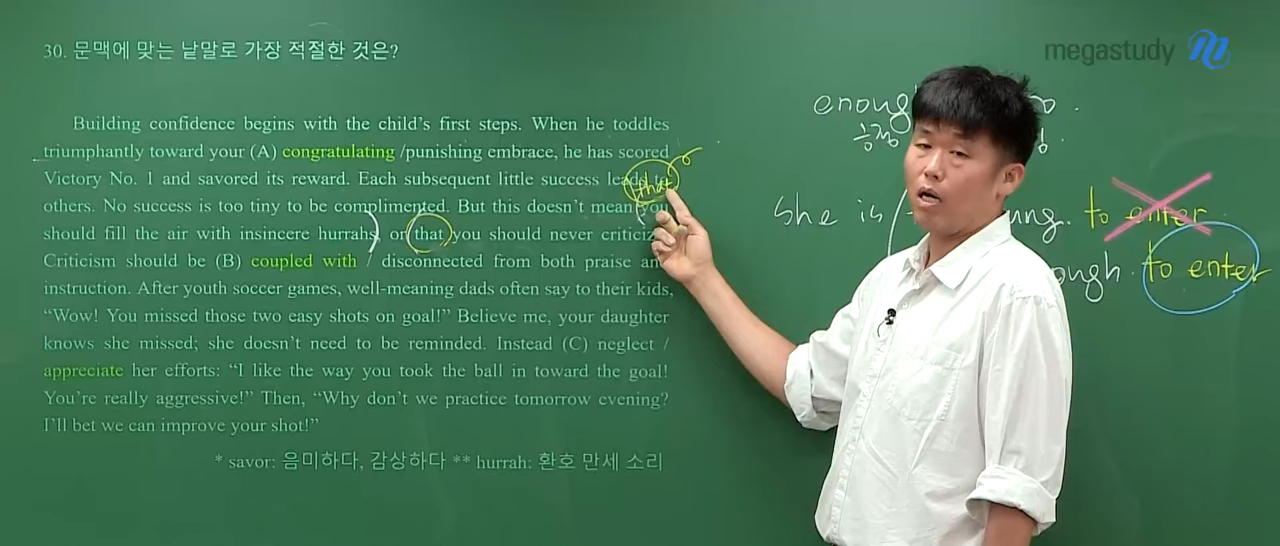 30. 문맥에 맞는 낱말로 가장 적절한 것은?
megastudy
Building confidence begins with the child's first steps. When he toddles
triumphantly toward your (A) congratulating /punishing embrace, he has scored
Victory No. 1 and savored its reward. Each subsequent little success leads to
others. No success is too tiny to be complimented. But this doesn't mean you
should fill the air with insincere hurrahs, or that you should never criticize.
Criticism should be (B) coupled with / disconnected from both praise and
instruction. After youth soccer games, well-meaning dads often say to their kids,
“Wow! You missed those two easy shots on goal!” Believe me, your daughter
knows she missed; she doesn't need to be reminded. Instead (C) neglect /
appreciate her efforts: “I like the way you took the ball in toward the goal!
You're really aggressive!” Then, “Why don't we practice tomorrow evening?
I'll bet we can improve your shot!”
* savor: 음미하다, 감상하다 ** hurrah: 환호 만세 소리
that
enough
긍정
she is to enter
to enter